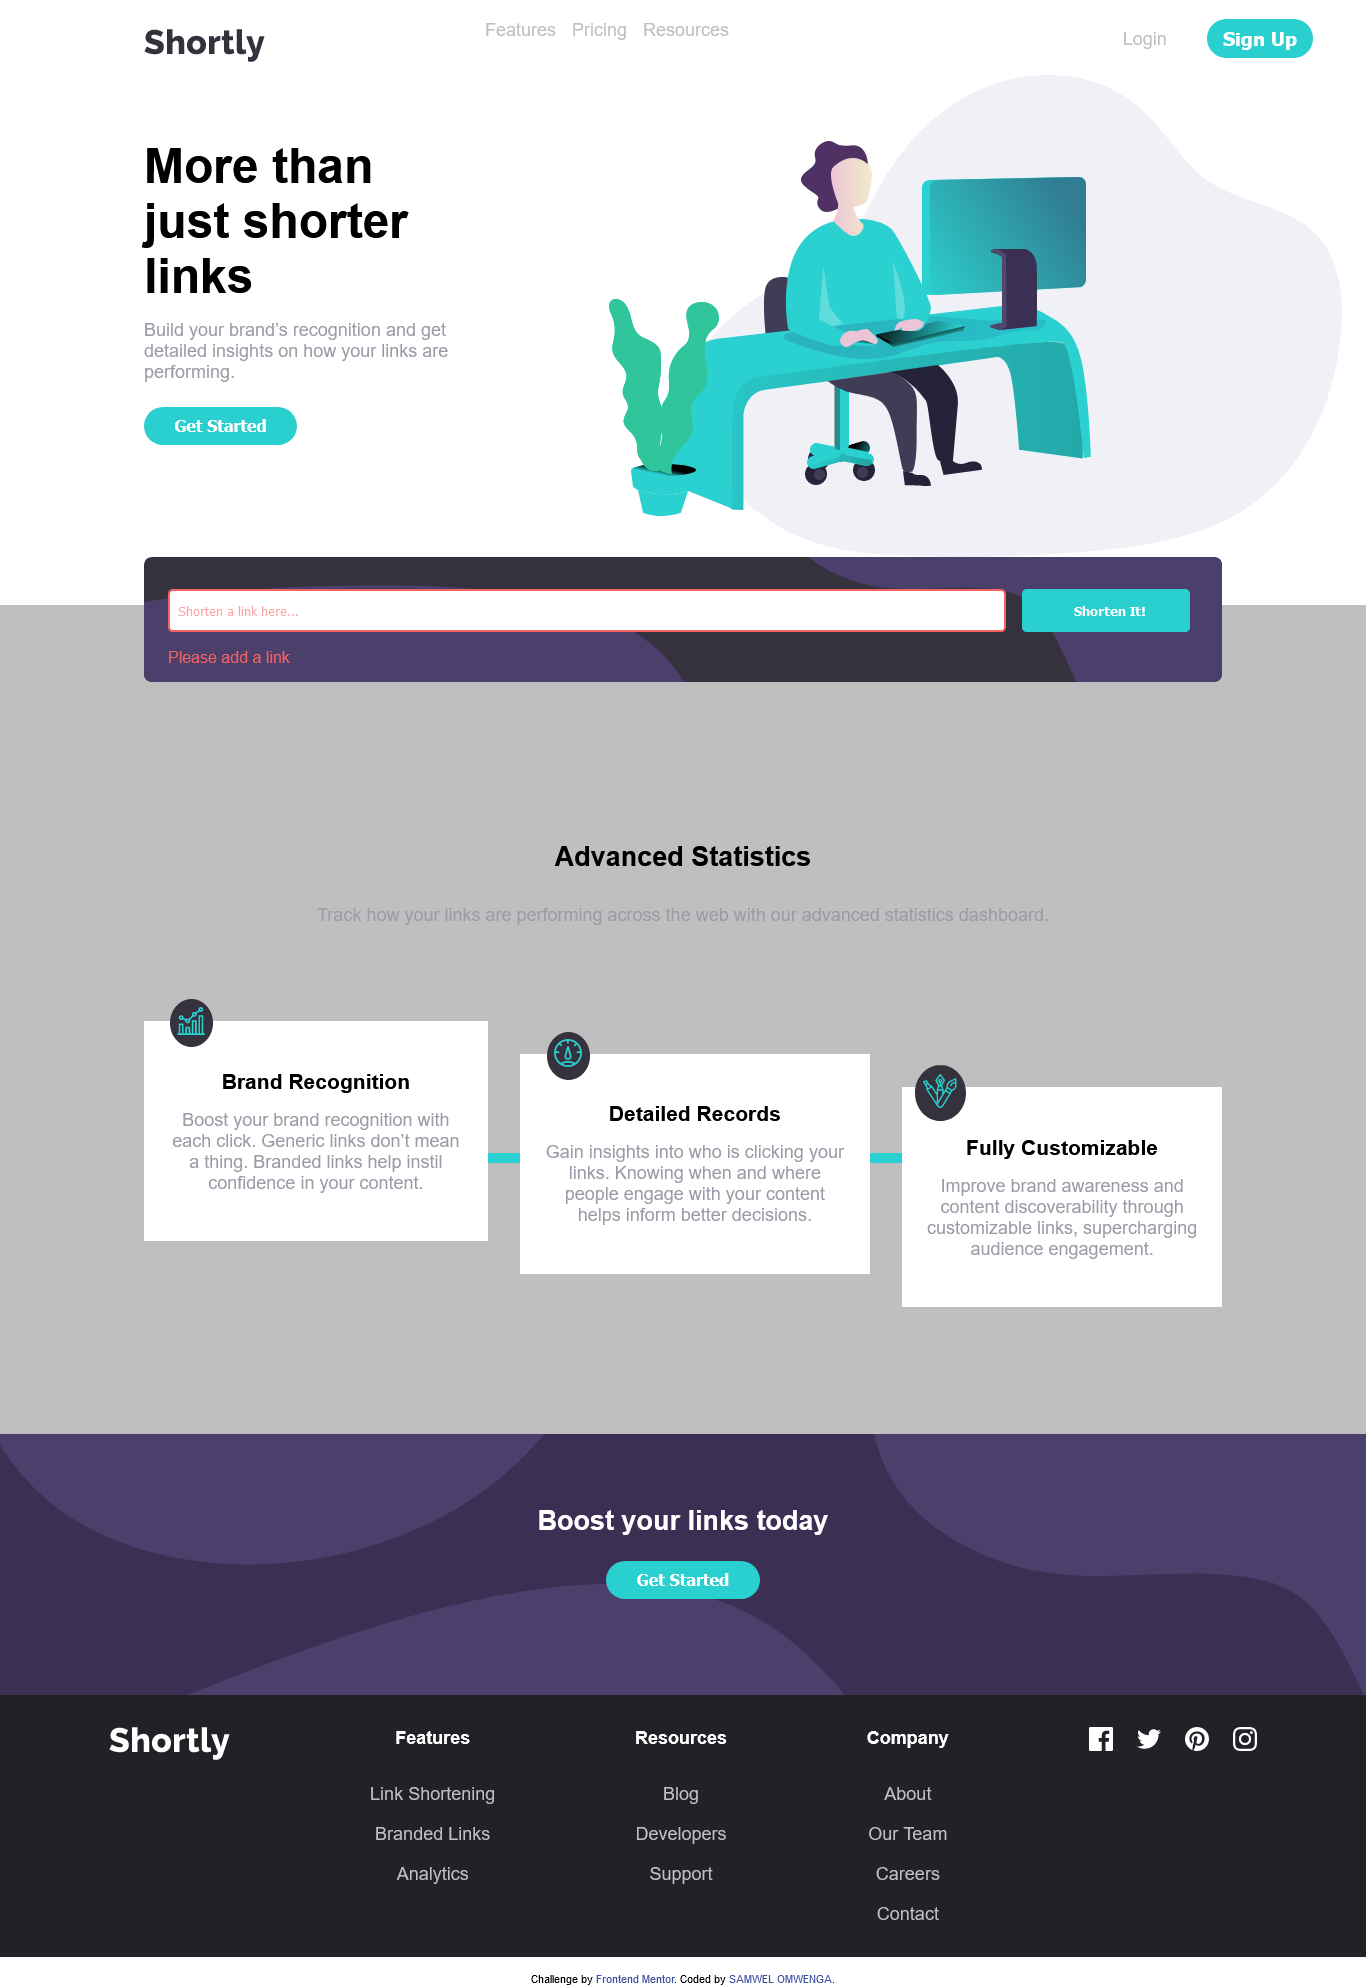 Shortly
Features Pricing Resources
Login
Sign Up
More than
just shorter
links
Build your brand’s recognition and get
detailed insights on how your links are
performing.
Get Started
Shorten a link here...
Shorten It!
Please add a link
Advanced Statistics
Track how your links are performing across the web with our advanced statistics dashboard.
Brand Recognition
Boost your brand recognition with
each click. Generic links don’t mean
a thing. Branded links help instil
confidence in your content.
Detailed Records
Gain insights into who is clicking your
links. Knowing when and where
people engage with your content
helps inform better decisions.
Fully Customizable
Improve brand awareness and
content discoverability through
customizable links, supercharging
audience engagement.
Boost your links today
Get Started
Shortly
Features
Link Shortening
Branded Links
Analytics
Resources
Blog
Developers
Support
Company
About
Our Team
Careers
Contact
Challenge by Frontend Mentor. Coded by SAMWEL OMWENGA.